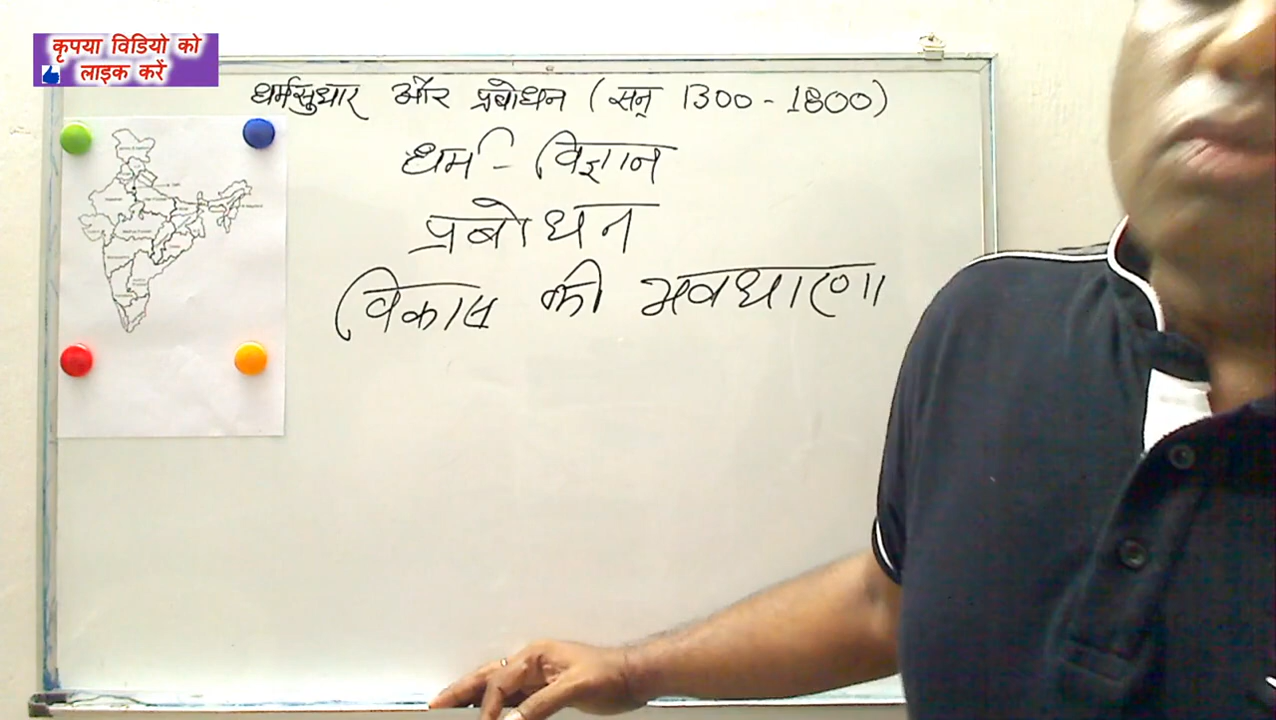 कृपया विडियो को
लाइक करें
धर्मसुधार और प्रबोधन (सन् 1300-1800)
धर्म - विज्ञान
प्रबोधन
विकास की अवधारणा